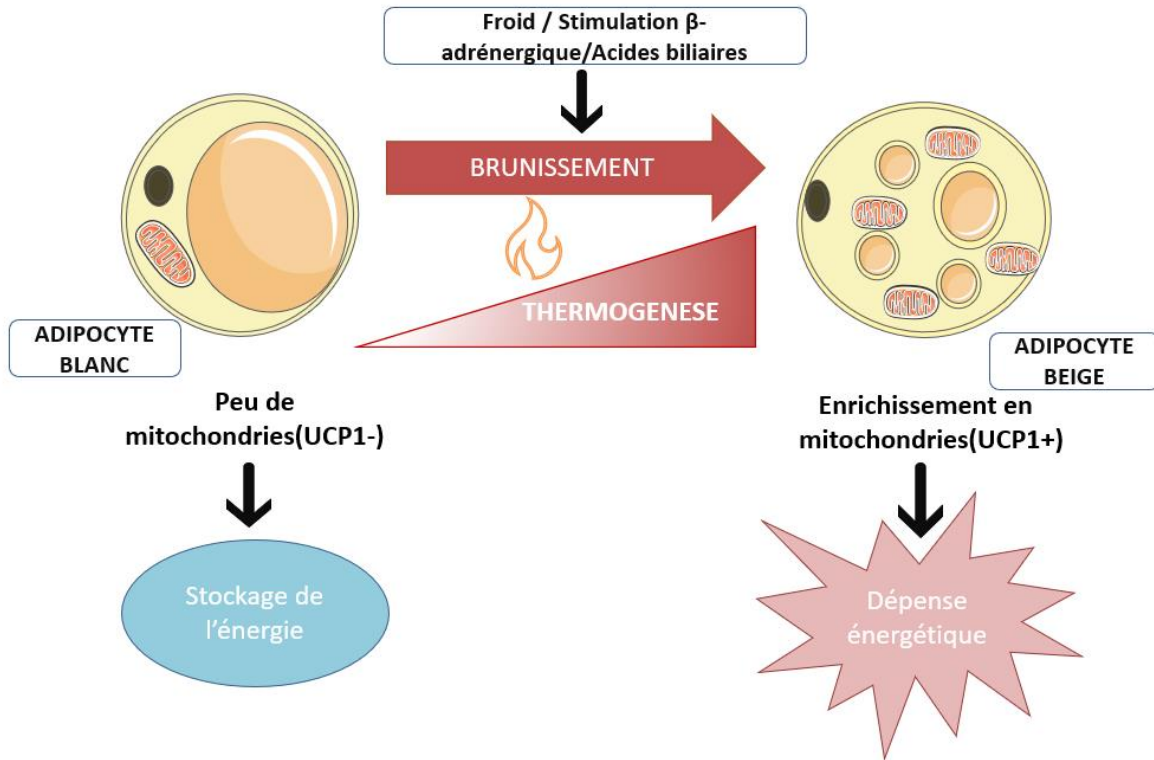 Froid / Stimulation β-
adrénergique/Acides biliaires
BRUNISSEMENT
THERMOGENESE
ADIPOCYTE
BLANC
ADIPOCYTE
BEIGE
Peu de
mitochondries(UCP1-)
Enrichissement en
mitochondries(UCP1+)
Stockage de
l'énergie
Dépense
énergétique